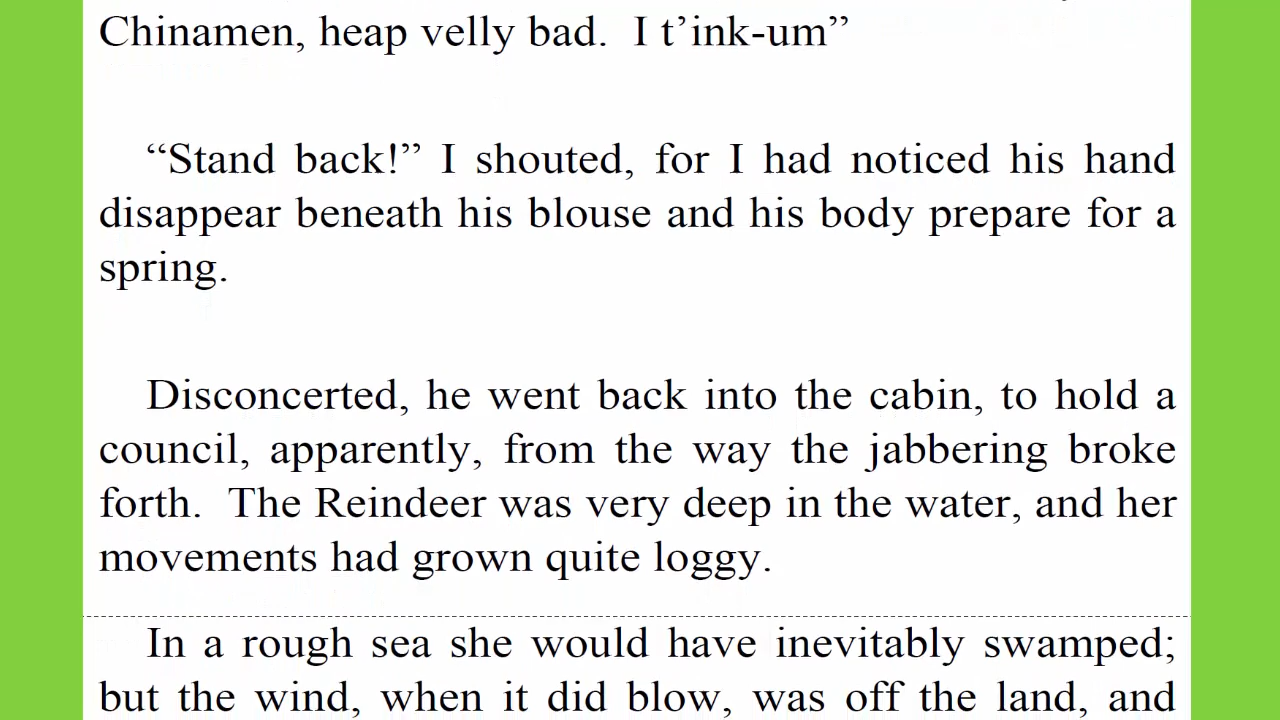 Chinamen, heap velly bad.  I t’ink-um”
“Stand back!” I shouted, for I had noticed his hand
disappear beneath his blouse and his body prepare for a
spring.
Disconcerted, he went back into the cabin, to hold a
council, apparently, from the way the jabbering broke
forth.  The Reindeer was very deep in the water, and her
movements had grown quite loggy.
In a rough sea she would have inevitably swamped;
but the wind, when it did blow, was off the land, and